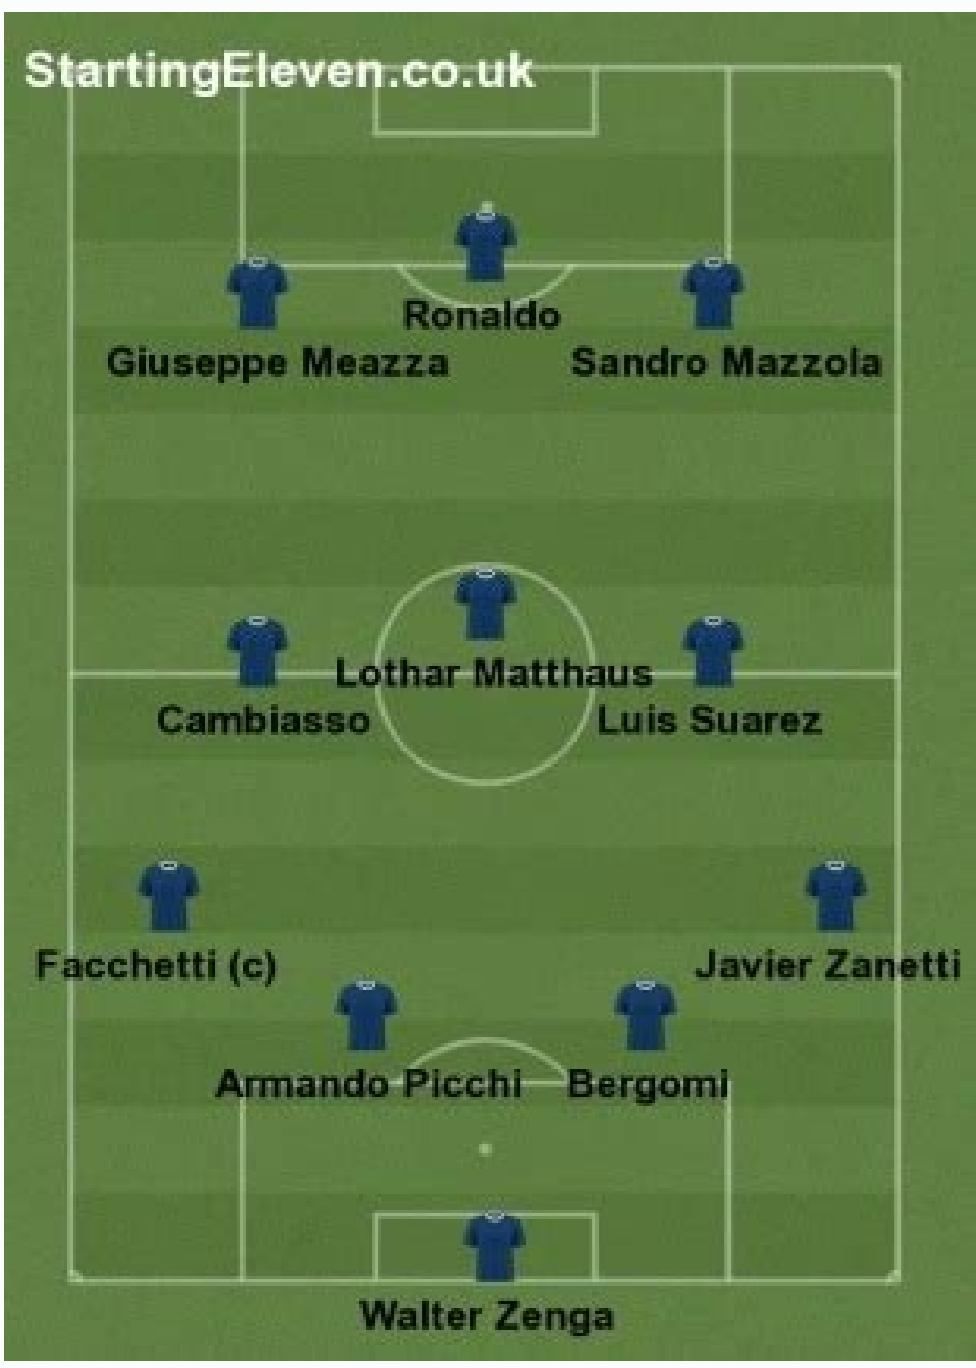 StartingEleven.co.uk
Ronaldo
Giuseppe Meazza Sandro Mazzola
Lothar Matthaus
Cambiasso Luis Suarez
Facchetti (c) Javier Zanetti
Armando Picchi Bergomi
Walter Zenga